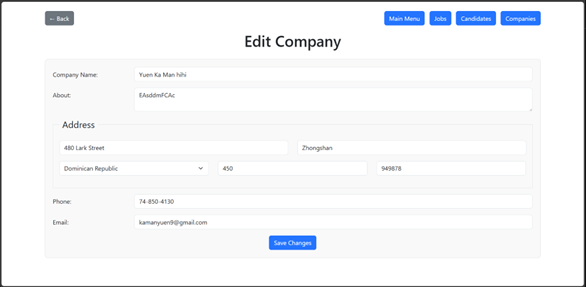 ← Back
Main Menu
Jobs
Candidates
Companies
Edit Company
Company Name:
Yuen Ka Man hihi
About:
EAsddmFCAc
Address
480 Lark Street
Zhongshan
Dominican Republic
450
949878
Phone:
74-850-4130
Email:
kamanyuen9@gmail.com
Save Changes